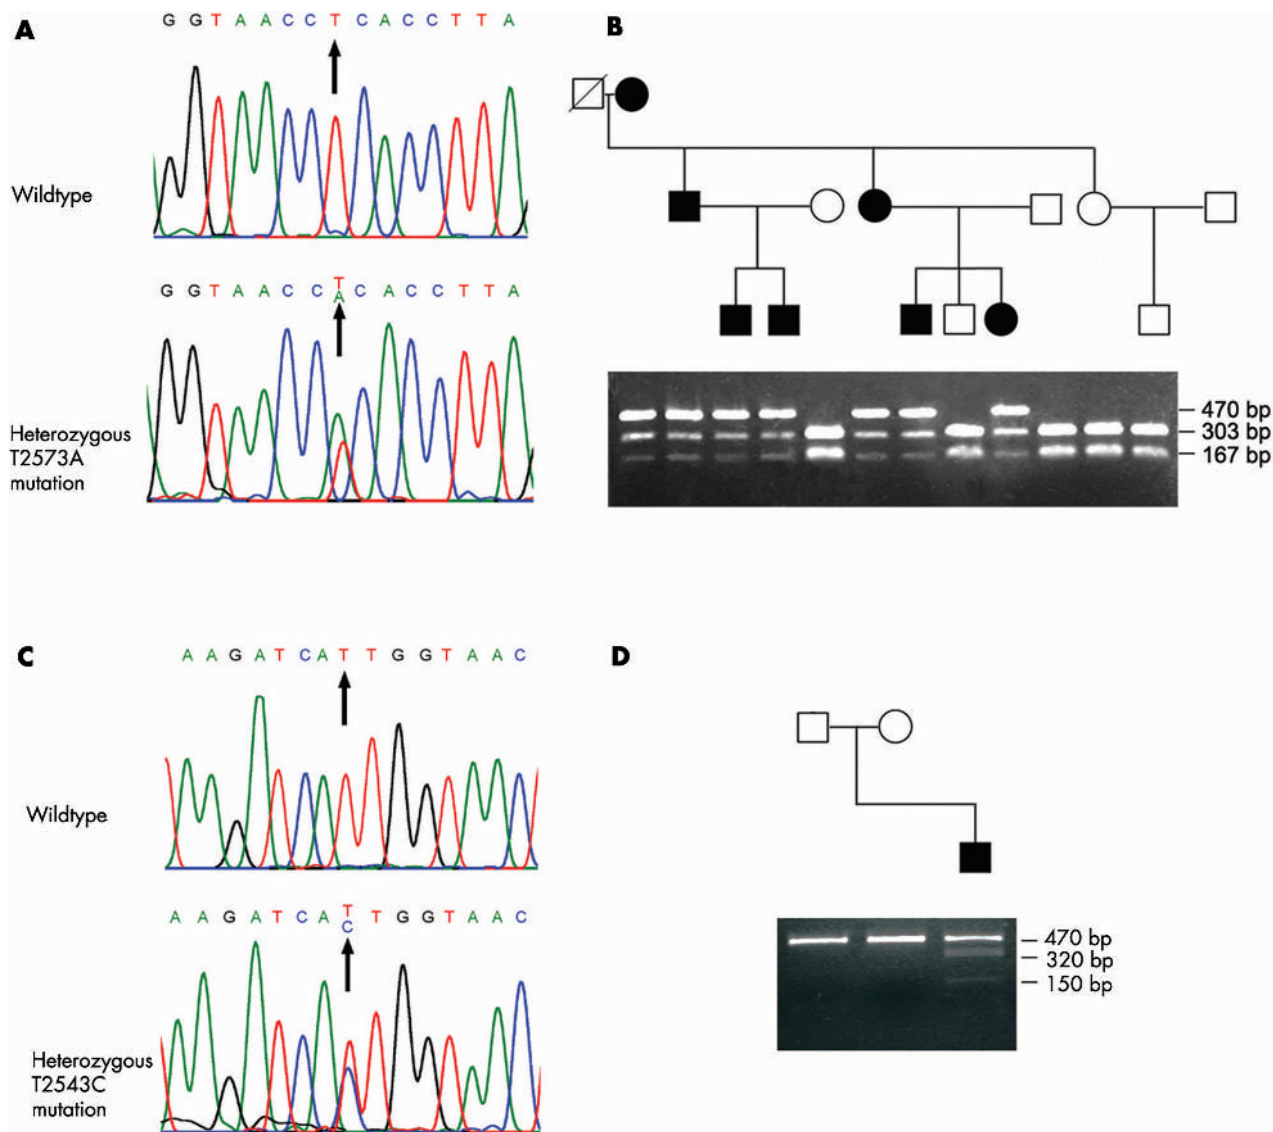 A
G G T A A C C T C A C C T T A
Wildtype
G G T A A C C T C A C C T T A
A
Heterozygous
T2573A
mutation
B
470 bp
303 bp
167 bp
C
A A G A T C A T T G G T A A C
Wildtype
A A G A T C A T T G G T A A C
C
Heterozygous
T2543C
mutation
D
470 bp
320 bp
150 bp